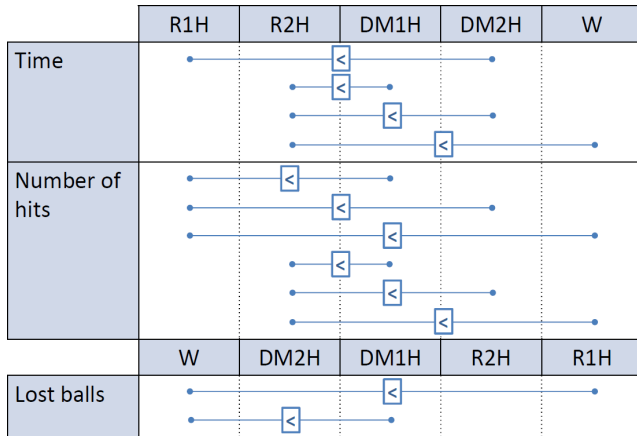 R1H R2H DM1H DM2H W
Time
<
<
<
<
Number of
hits
<
<
<
<
<
<
W DM2H DM1H R2H R1H
Lost balls
<
<